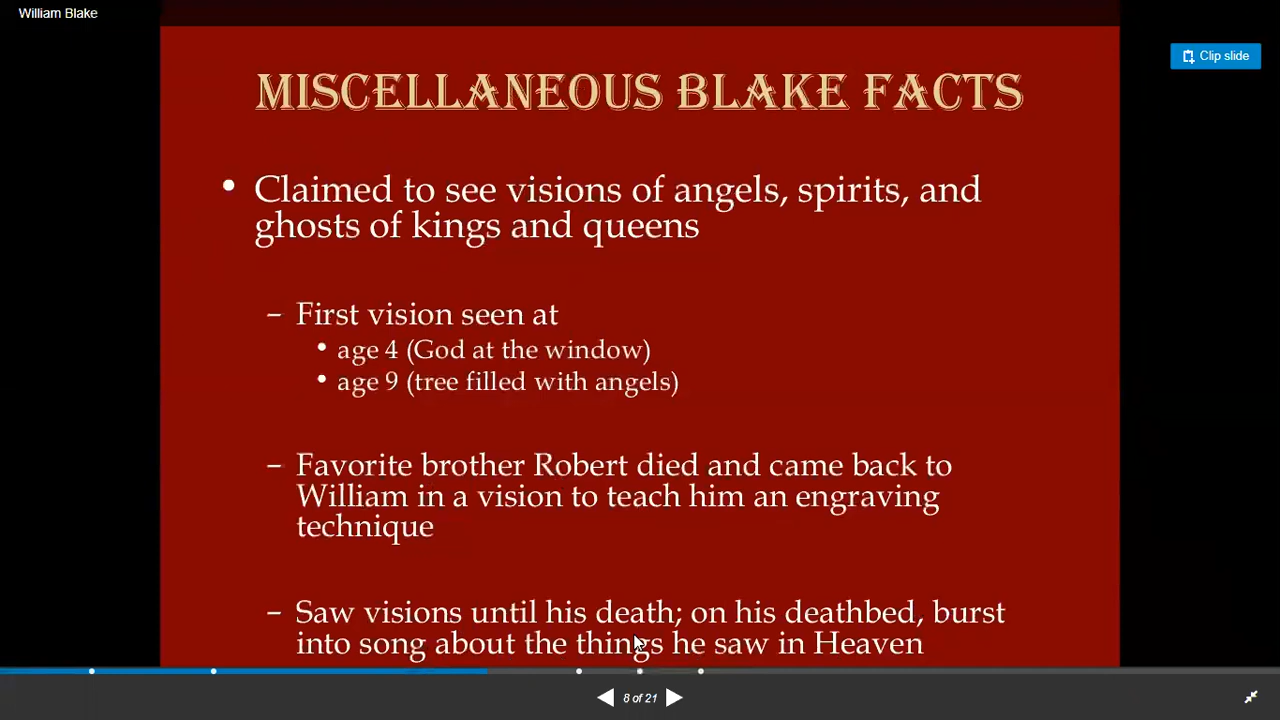 William Blake
Clip slide
MISCELLANEOUS BLAKE FACTS
• Claimed to see visions of angels, spirits, and
ghosts of kings and queens
– First vision seen at
• age 4 (God at the window)
• age 9 (tree filled with angels)
– Favorite brother Robert died and came back to
William in a vision to teach him an engraving
technique
– Saw visions until his death; on his deathbed, burst
into song about the things he saw in Heaven
8 of 21